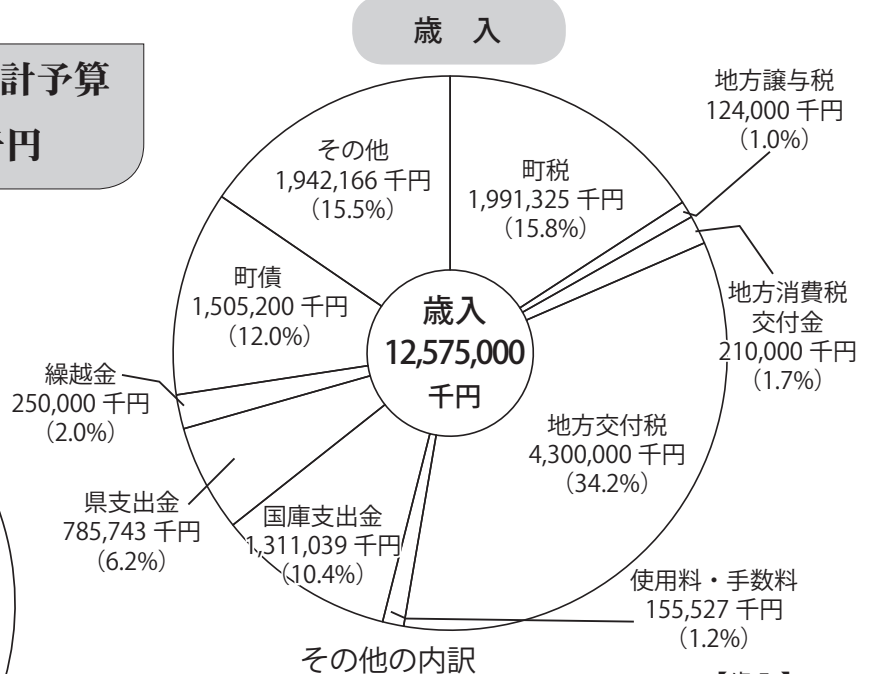 歳　入
計予算
千円
その他
1,942,166 千円
（15.5%）
町税
1,991,325 千円
（15.8%）
地方譲与税
124,000 千円
（1.0%）
地方消費税
交付金
210,000 千円
（1.7%）
町債
1,505,200 千円
（12.0%）
歳入
12,575,000
千円
繰越金
250,000 千円
（2.0%）
地方交付税
4,300,000 千円
（34.2%）
県支出金
785,743 千円
（6.2%）
国庫支出金
1,311,039 千円
（10.4%）
使用料・手数料
155,527 千円
（1.2%）
その他の内訳